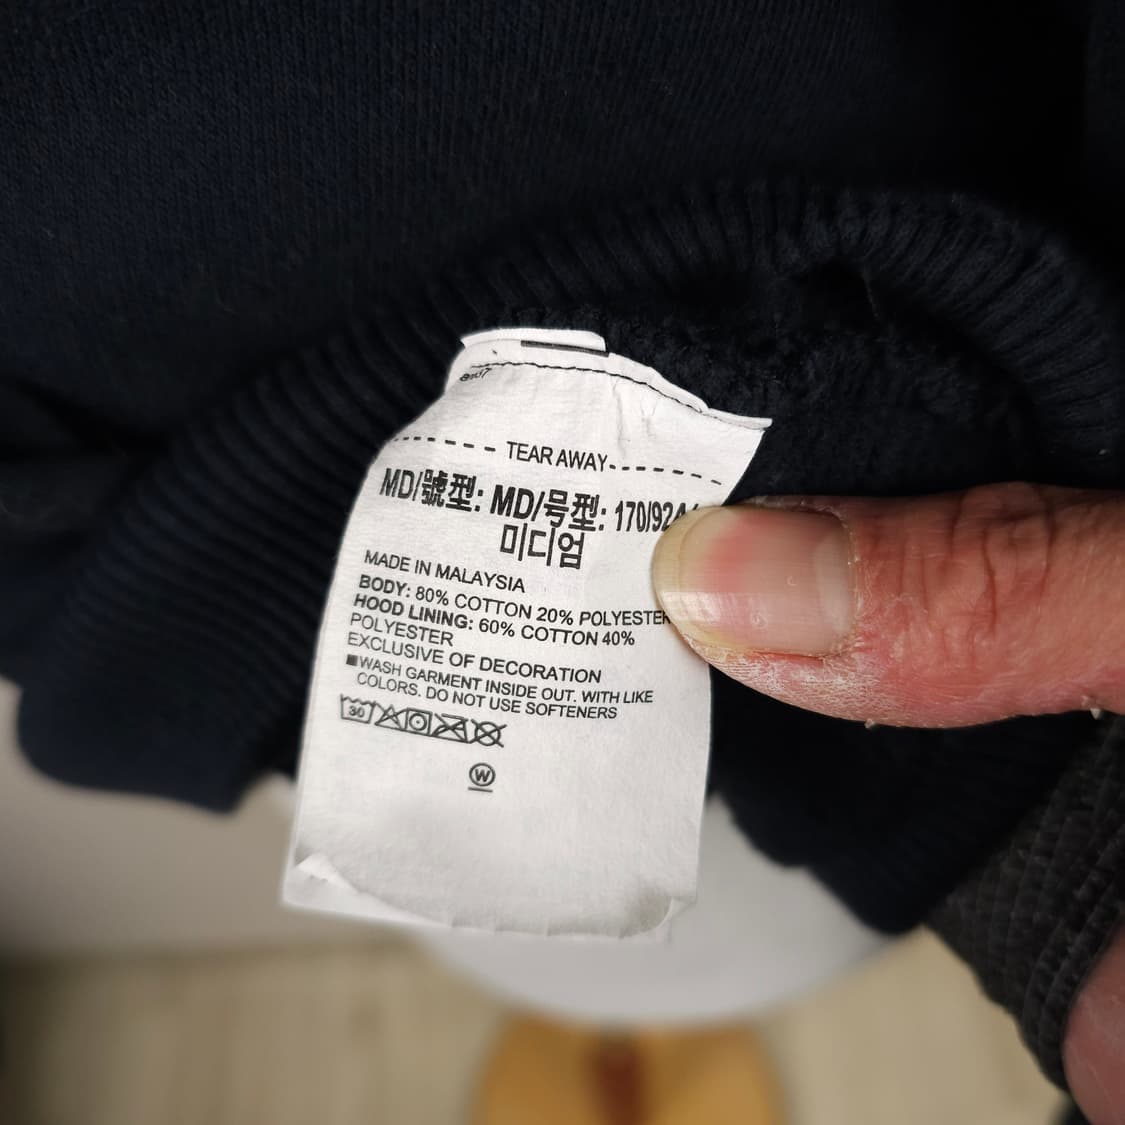 TEAR AWAY
MD/號型: MD/号型: 170/92A
미디엄
MADE IN MALAYSIA
BODY: 80% COTTON 20% POLYESTER
HOOD LINING: 60% COTTON 40%
POLYESTER
EXCLUSIVE OF DECORATION
■WASH GARMENT INSIDE OUT. WITH LIKE
COLORS. DO NOT USE SOFTENERS
30
W